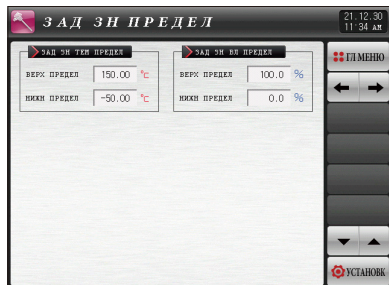 ЗАД ЗН ПРЕДЕЛ
21.12.30
11:34 AM
ЗАД ЗН ТЕМ ПРЕДЕЛ
ВЕРХ ПРЕДЕЛ 150.00 °C
НИЖН ПРЕДЕЛ -50.00 °C
ЗАД ЗН ВЛ ПРЕДЕЛ
ВЕРХ ПРЕДЕЛ 100.0 %
НИЖН ПРЕДЕЛ 0.0 %
ГЛ МЕНЮ
УСТАНОВК